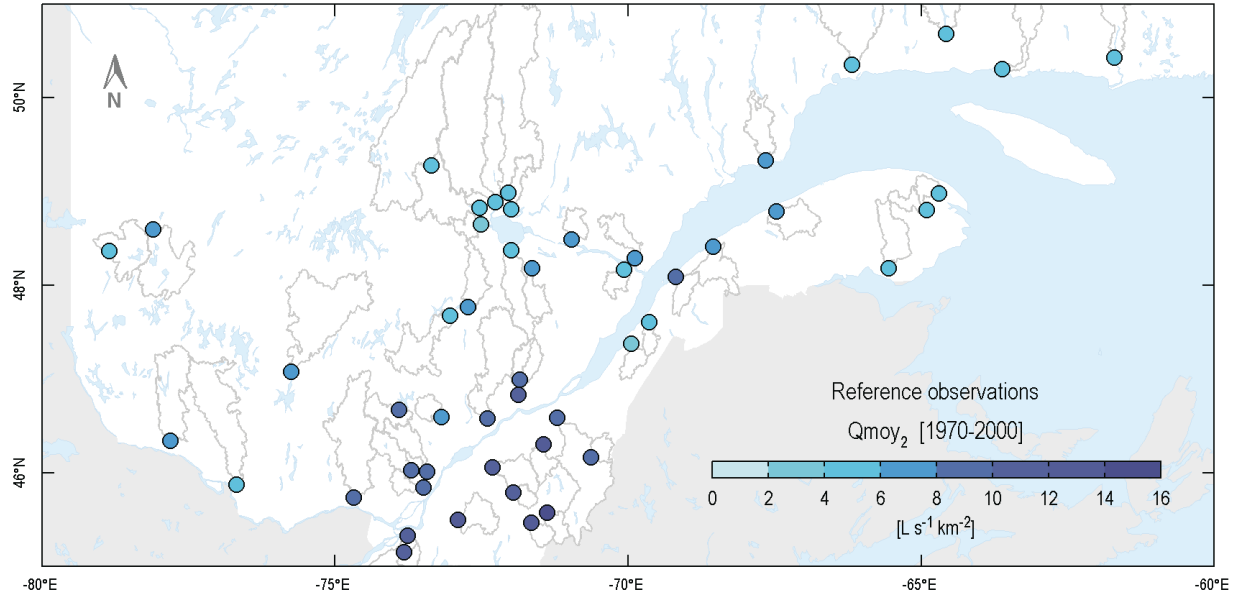 50°N
48°N
46°N
N
Reference observations
Qmoy₂ [1970-2000]
0 2 4 6 8 10 12 14 16
[L s⁻¹ km⁻²]
-80°E -75°E -70°E -65°E -60°E